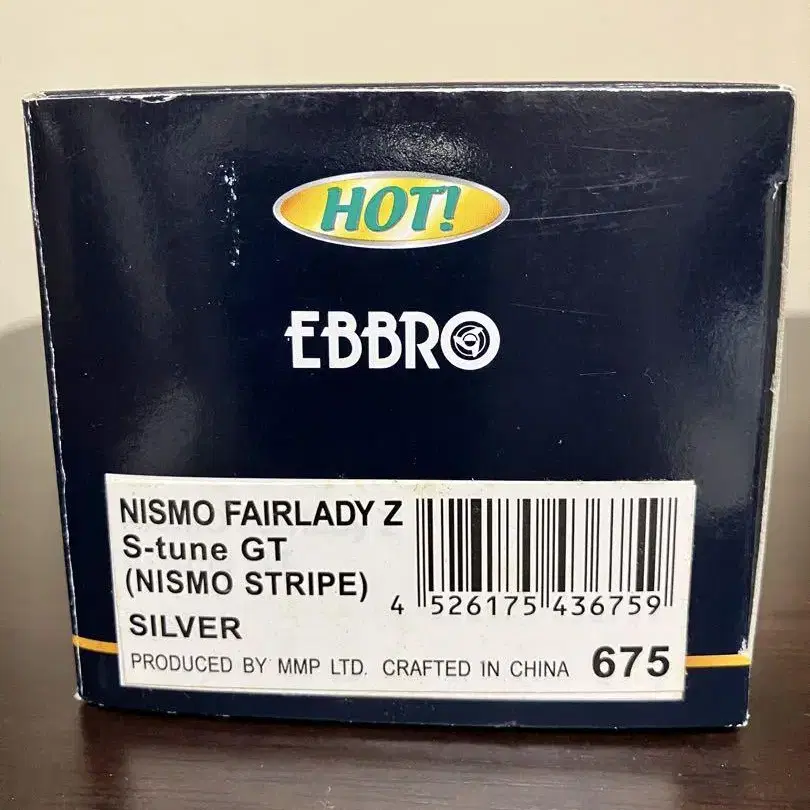 HOT!
EBBRO
NISMO FAIRLADY Z
S-tune GT
(NISMO STRIPE)
SILVER
4 526175 436759
PRODUCED BY MMP LTD. CRAFTED IN CHINA 675